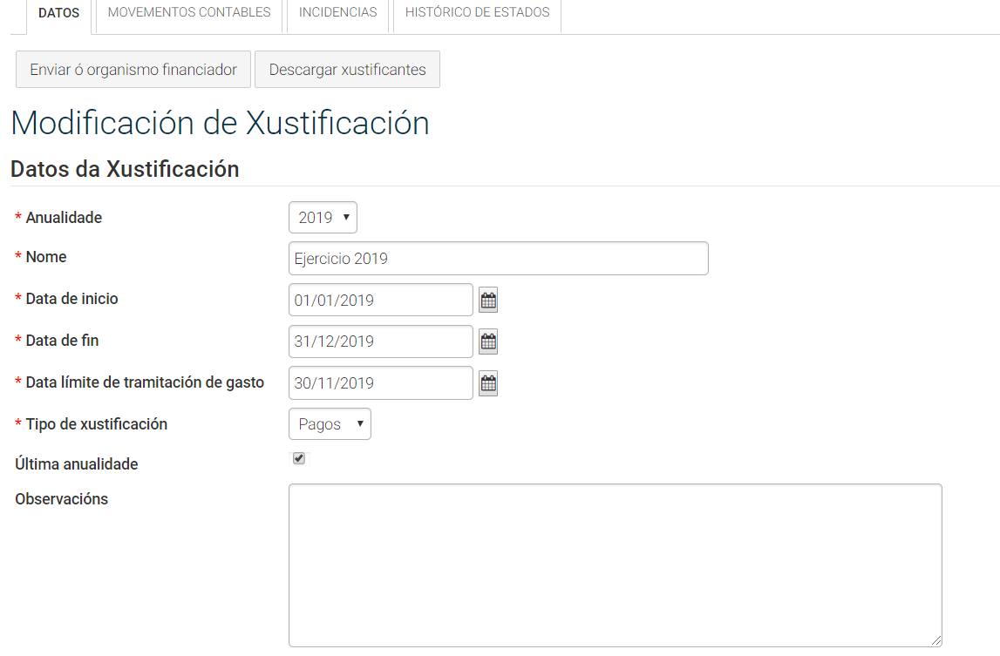 DATOS MOVEMENTOS CONTABLES INCIDENCIAS HISTÓRICO DE ESTADOS
Enviar ó organismo financiador Descargar xustificantes
Modificación de Xustificación
Datos da Xustificación
* Anualidade 2019
* Nome Ejercicio 2019
* Data de inicio 01/01/2019
* Data de fin 31/12/2019
* Data límite de tramitación de gasto 30/11/2019
* Tipo de xustificación Pagos
Última anualidade
Observacións